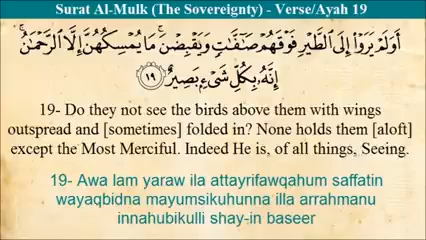 Surat Al-Mulk (The Sovereignty) - Verse/Ayah 19
أَوَلَمْ يَرَوْا۟ إِلَى ٱلطَّيْرِ فَوْقَهُمْ صَـٰٓفَّـٰتٍ وَيَقْبِضْنَ ۚ مَا يُمْسِكُهُنَّ إِلَّا ٱلرَّحْمَـٰنُ ۚ
إِنَّهُۥ بِكُلِّ شَىْءٍۭ بَصِيرٌ ﴿١٩﴾
19- Do they not see the birds above them with wings
outspread and [sometimes] folded in? None holds them [aloft]
except the Most Merciful. Indeed He is, of all things, Seeing.
19- Awa lam yaraw ila attayrifawqahum saffatin
wayaqbidna mayumsikuhunna illa arrahmanu
innahubikulli shay-in baseer